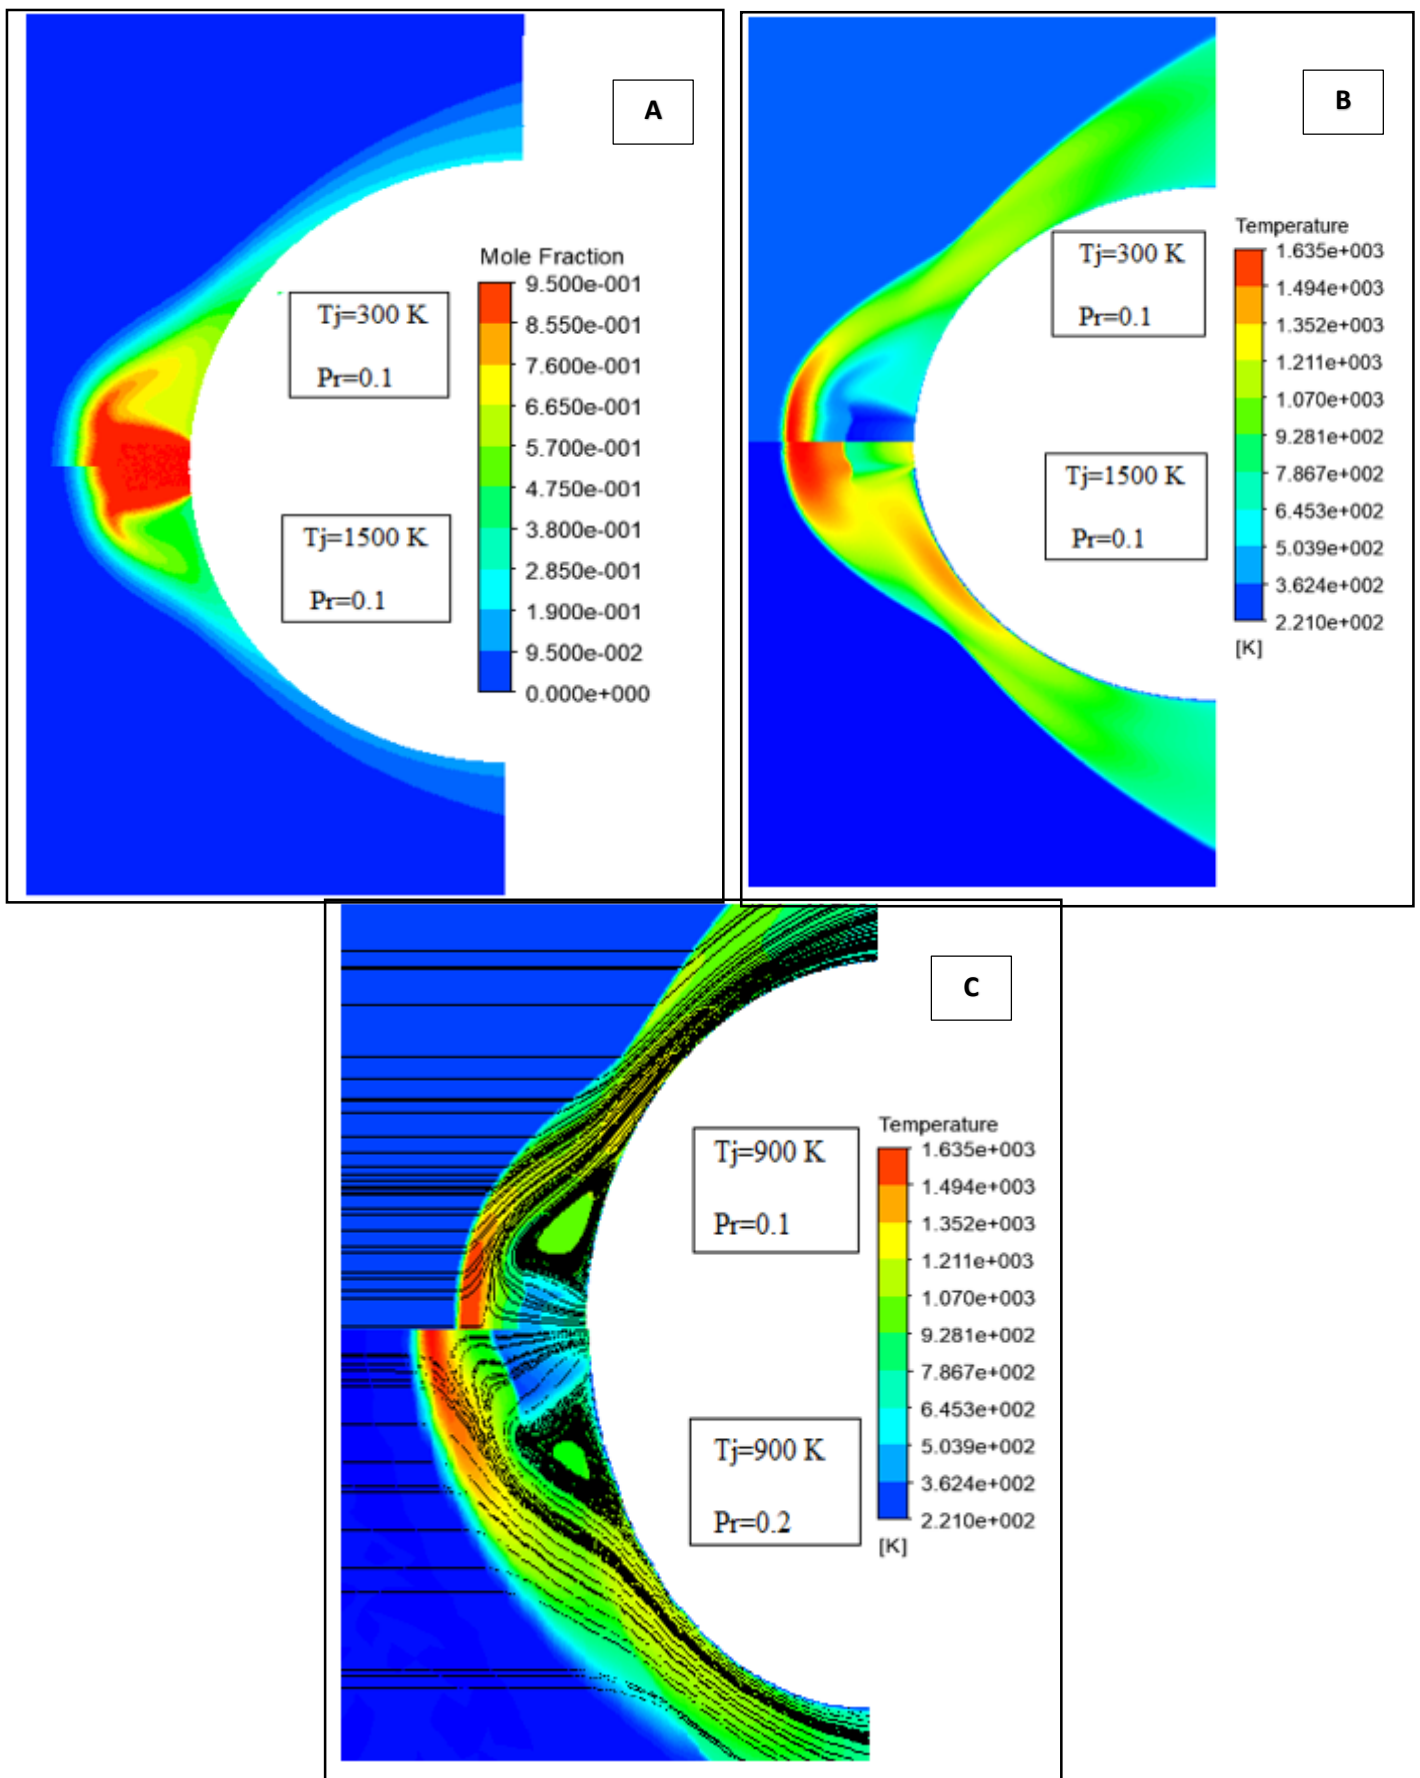 A
Mole Fraction
9.500e-001
8.550e-001
7.600e-001
6.650e-001
5.700e-001
4.750e-001
3.800e-001
2.850e-001
1.900e-001
9.500e-002
0.000e+000
Tj=300 K
Pr=0.1
Tj=1500 K
Pr=0.1
B
Temperature
1.635e+003
1.494e+003
1.352e+003
1.211e+003
1.070e+003
9.281e+002
7.867e+002
6.453e+002
5.039e+002
3.624e+002
2.210e+002
[K]
Tj=300 K
Pr=0.1
Tj=1500 K
Pr=0.1
C
Temperature
1.635e+003
1.494e+003
1.352e+003
1.211e+003
1.070e+003
9.281e+002
7.867e+002
6.453e+002
5.039e+002
3.624e+002
2.210e+002
[K]
Tj=900 K
Pr=0.1
Tj=900 K
Pr=0.2